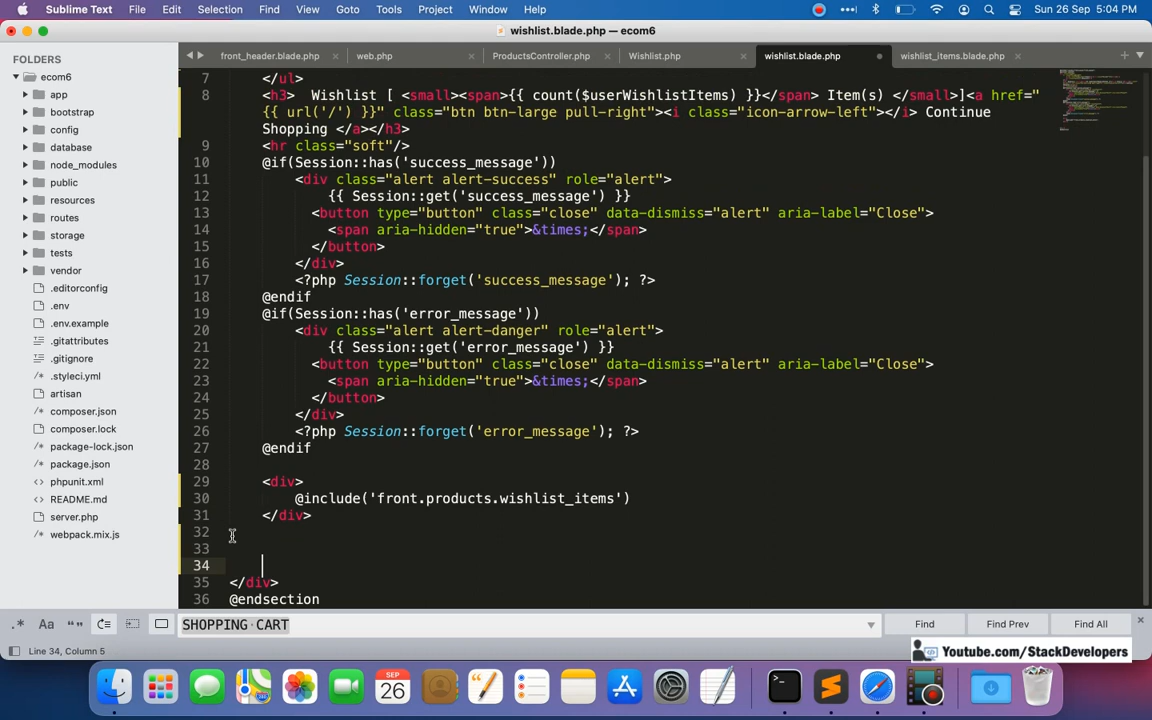 Sublime Text File Edit Selection Find View Goto Tools Project Window Help Sun 26 Sep 5:04 PM
wishlist.blade.php — ecom6
FOLDERS
ecom6
app
bootstrap
config
database
node_modules
public
resources
routes
storage
tests
vendor
.editorconfig
.env
.env.example
.gitattributes
.gitignore
.styleci.yml
artisan
composer.json
composer.lock
package-lock.json
package.json
phpunit.xml
README.md
server.php
webpack.mix.js
front_header.blade.php web.php ProductsController.php Wishlist.php wishlist.blade.php wishlist_items.blade.php
7 </ul>
8 <h3> Wishlist [ <small><span>{{ count($userWishlistItems) }}</span> Item(s) </small>]<a href="
{{ url('/') }}" class="btn btn-large pull-right"><i class="icon-arrow-left"></i> Continue
Shopping </a></h3>
9 <hr class="soft"/>
10 @if(Session::has('success_message'))
11 <div class="alert alert-success" role="alert">
12 {{ Session::get('success_message') }}
13 <button type="button" class="close" data-dismiss="alert" aria-label="Close">
14 <span aria-hidden="true">&times;</span>
15 </button>
16 </div>
17 <?php Session::forget('success_message'); ?>
18 @endif
19 @if(Session::has('error_message'))
20 <div class="alert alert-danger" role="alert">
21 {{ Session::get('error_message') }}
22 <button type="button" class="close" data-dismiss="alert" aria-label="Close">
23 <span aria-hidden="true">&times;</span>
24 </button>
25 </div>
26 <?php Session::forget('error_message'); ?>
27 @endif
28
29 <div>
30 @include('front.products.wishlist_items')
31 </div>
32
33
34
35 </div>
36 @endsection
.* Aa “” SHOPPING CART Find Find Prev Find All
Line 34, Column 5
Youtube.com/StackDevelopers
SEP
26